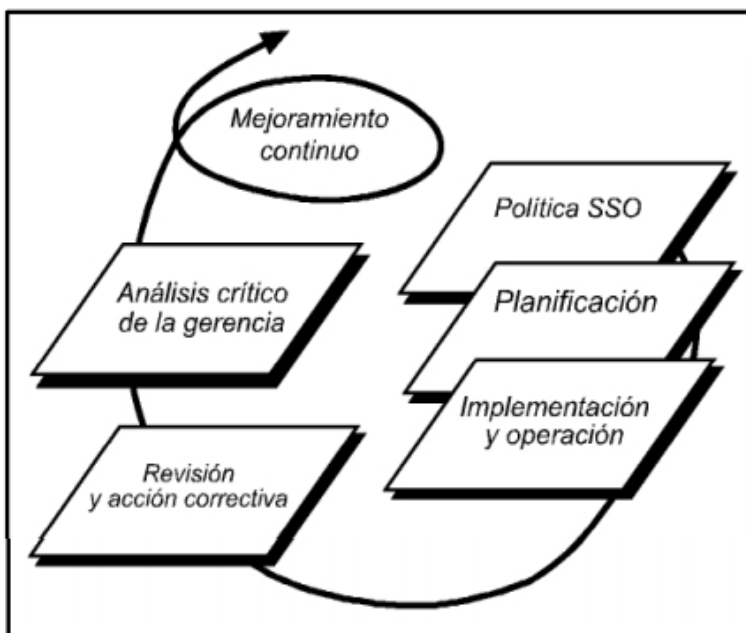 Mejoramiento
continuo
Política SSO
Análisis crítico
de la gerencia
Planificación
Implementación
y operación
Revisión
y acción correctiva